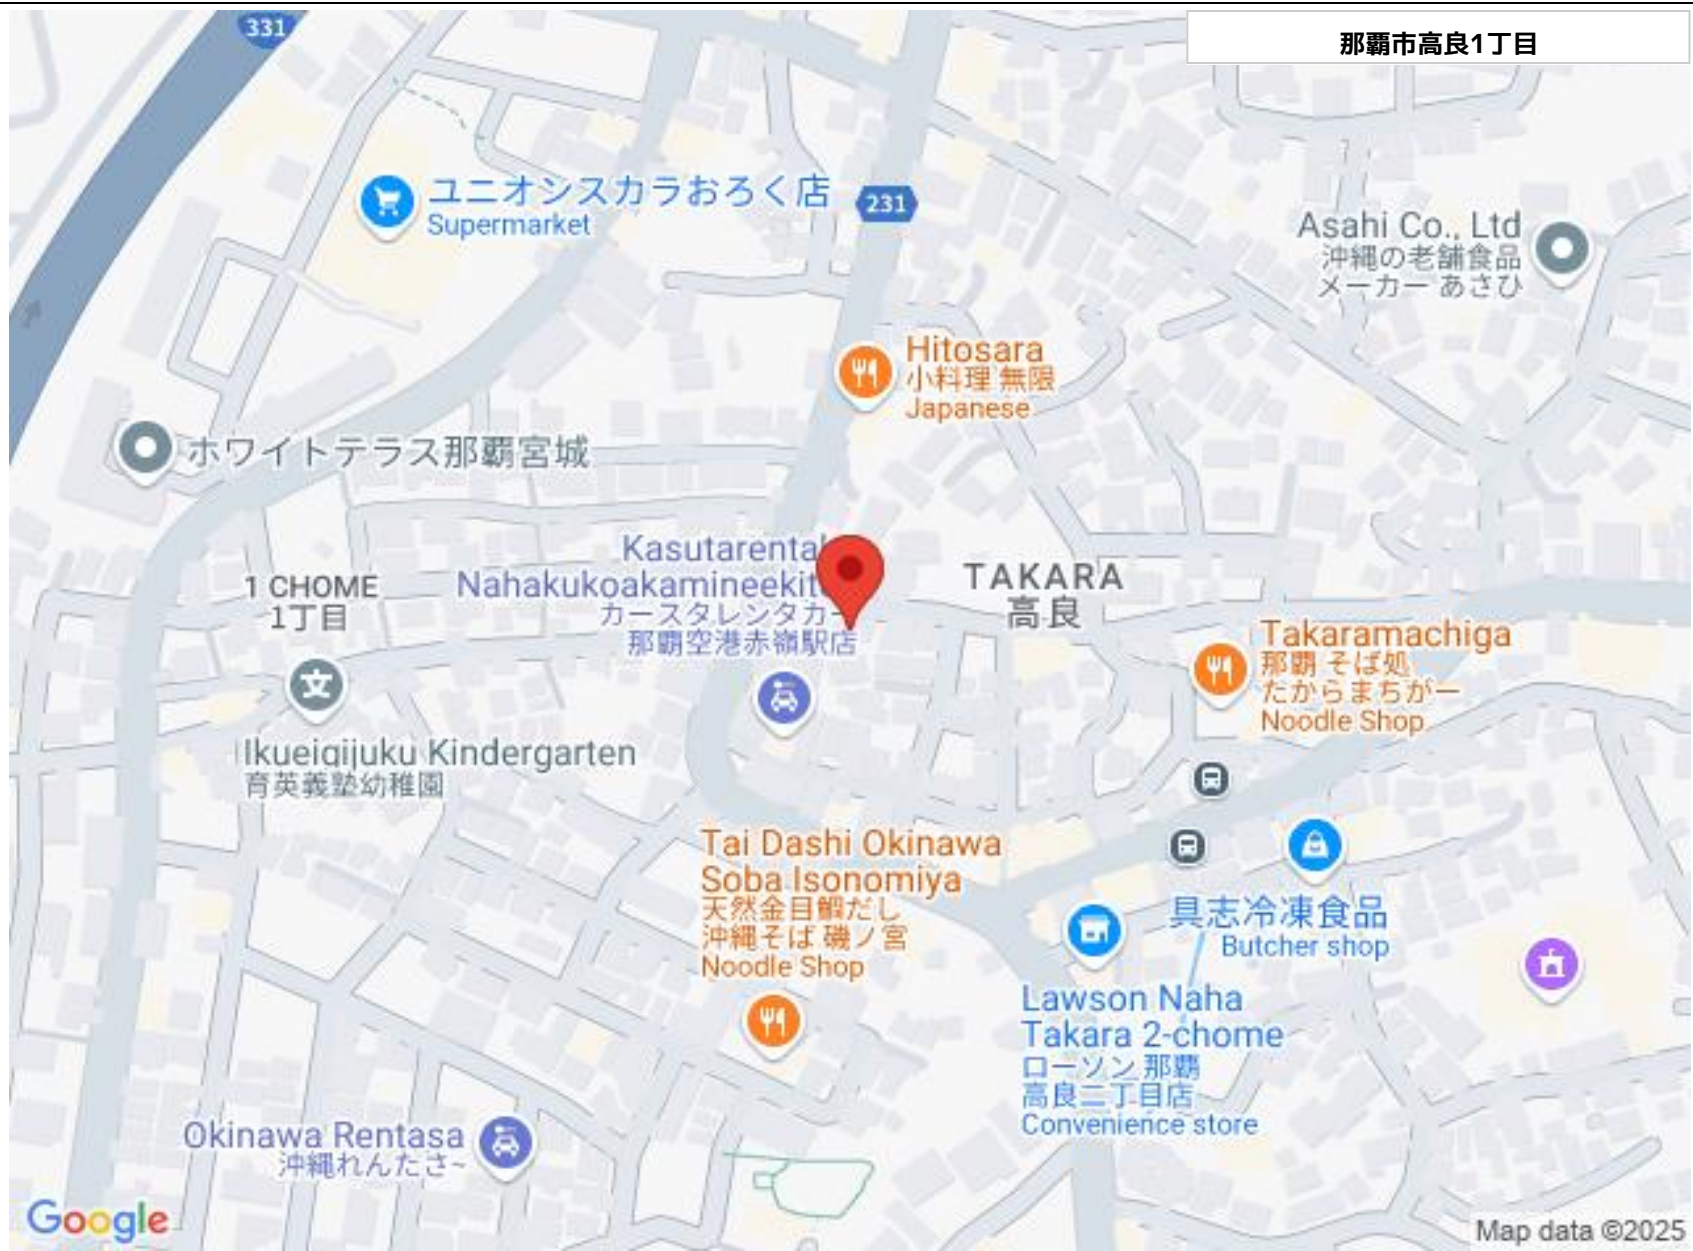 331
那覇市高良1丁目
ユニオンスカラおろく店
Supermarket
231
Asahi Co., Ltd
沖縄の老舗食品
メーカー あさひ
Hitosara
小料理 無限
Japanese
ホワイトテラス那覇宮城
Kasutarental
Nahakukoakamineekit
カースタレンタカー
那覇空港赤嶺駅店
1 CHOME
1丁目
TAKARA
高良
Takaramachiga
那覇 そば処
たからまちがー
Noodle Shop
文
Ikueigijuku Kindergarten
育英義塾幼稚園
Tai Dashi Okinawa
Soba Isonomiya
天然金目鯛だし
沖縄そば 磯ノ宮
Noodle Shop
具志冷凍食品
Butcher shop
Lawson Naha
Takara 2-chome
ローソン 那覇
高良二丁目店
Convenience store
Okinawa Rentasa
沖縄れんたさ~
Google
Map data ©2025